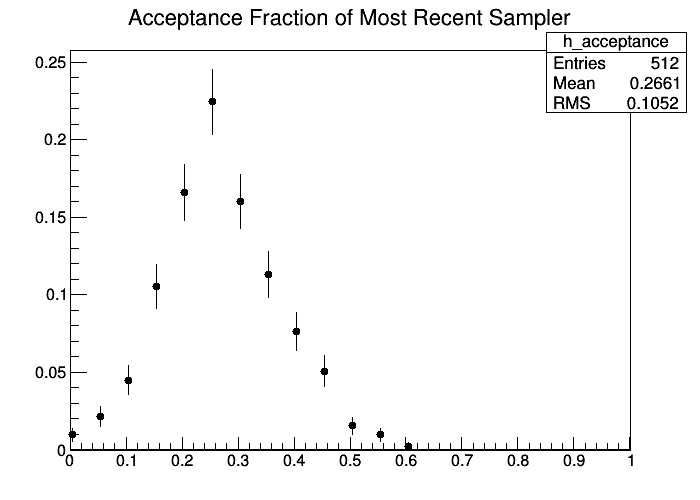 Acceptance Fraction of Most Recent Sampler
h_acceptance
Entries 512
Mean 0.2661
RMS 0.1052
0.25
0.2
0.15
0.1
0.05
0
0 0.1 0.2 0.3 0.4 0.5 0.6 0.7 0.8 0.9 1